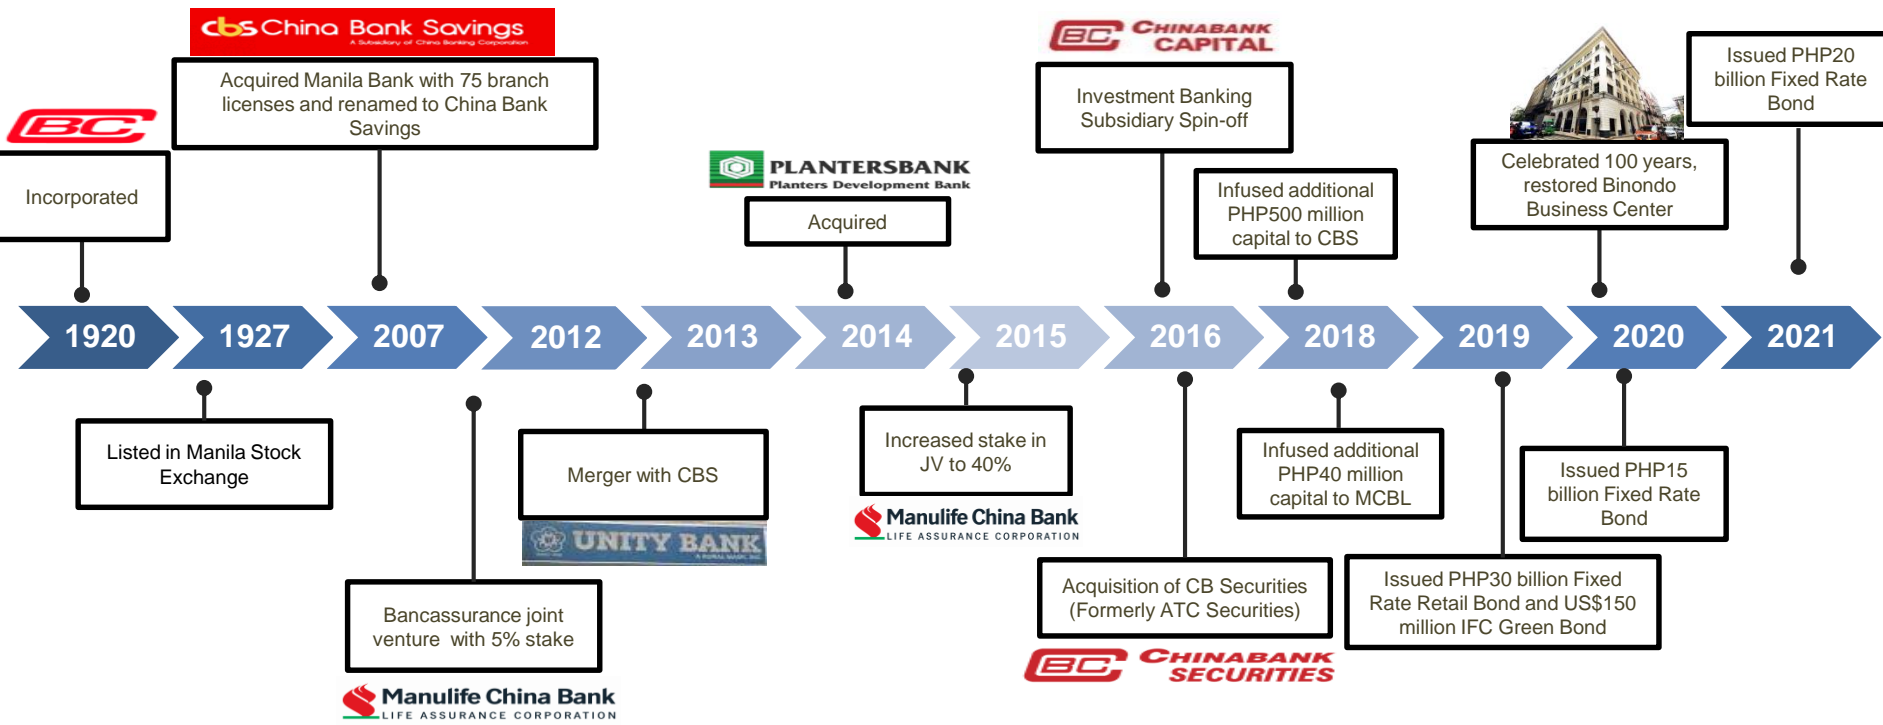 cbs China Bank Savings
A Subsidiary of China Banking Corporation
Acquired Manila Bank with 75 branch
licenses and renamed to China Bank
Savings
CBC
Incorporated
PLANTERSBANK
Planters Development Bank
Acquired
CBC CHINABANK
CAPITAL
Investment Banking
Subsidiary Spin-off
Infused additional
PHP500 million
capital to CBS
Celebrated 100 years,
restored Binondo
Business Center
Issued PHP20
billion Fixed Rate
Bond
1920
1927
2007
2012
2013
2014
2015
2016
2018
2019
2020
2021
Listed in Manila Stock
Exchange
Bancassurance joint
venture with 5% stake
Manulife China Bank
LIFE ASSURANCE CORPORATION
Merger with CBS
UNITY BANK
Increased stake in
JV to 40%
Manulife China Bank
LIFE ASSURANCE CORPORATION
Acquisition of CB Securities
(Formerly ATC Securities)
CBC CHINABANK
SECURITIES
Infused additional
PHP40 million
capital to MCBL
Issued PHP30 billion Fixed
Rate Retail Bond and US$150
million IFC Green Bond
Issued PHP15
billion Fixed Rate
Bond